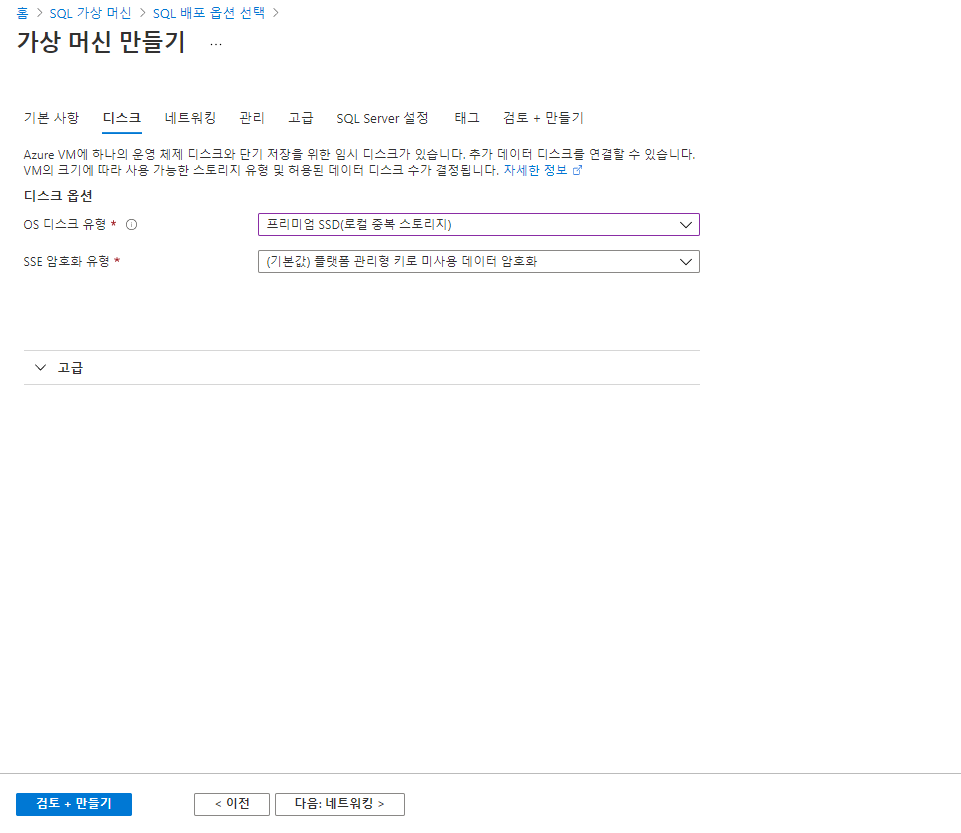 홈 > SQL 가상 머신 > SQL 배포 옵션 선택 >
가상 머신 만들기 ...
기본 사항 디스크 네트워킹 관리 고급 SQL Server 설정 태그 검토 + 만들기
Azure VM에 하나의 운영 체제 디스크와 단기 저장을 위한 임시 디스크가 있습니다. 추가 데이터 디스크를 연결할 수 있습니다.
VM의 크기에 따라 사용 가능한 스토리지 유형 및 허용된 데이터 디스크 수가 결정됩니다. 자세한 정보
디스크 옵션
OS 디스크 유형 * 프리미엄 SSD(로컬 중복 스토리지)
SSE 암호화 유형 * (기본값) 플랫폼 관리형 키로 미사용 데이터 암호화
고급
검토 + 만들기 < 이전 다음: 네트워킹 >